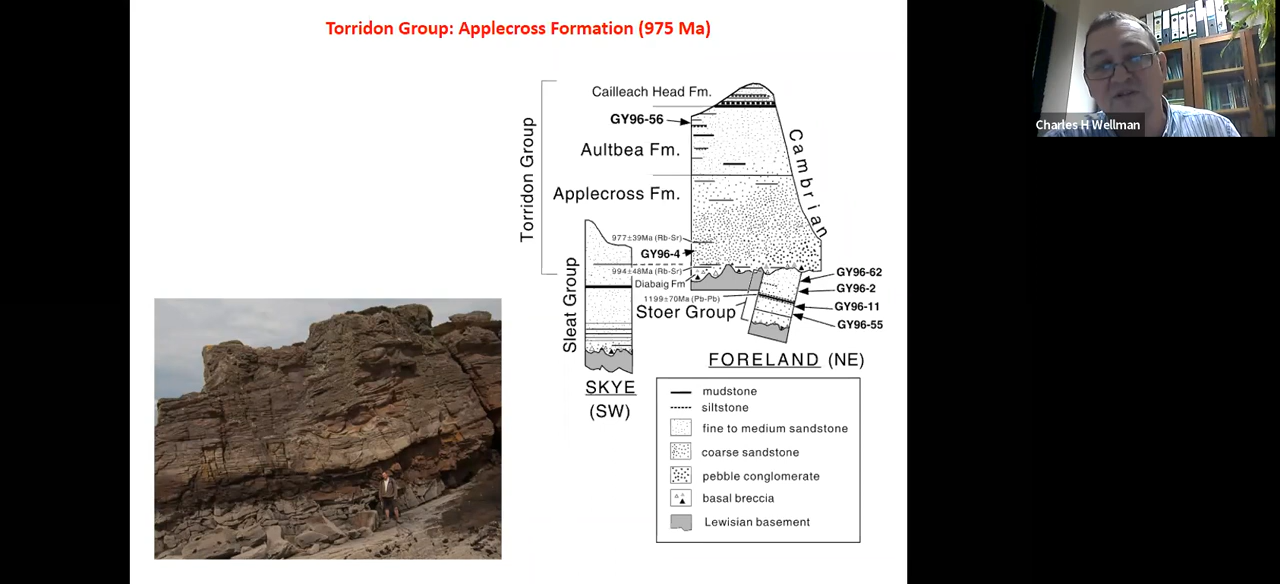 Torridon Group: Applecross Formation (975 Ma)
Charles H Wellman
Torridon Group
Cailleach Head Fm.
GY96-56
Aultbea Fm.
Applecross Fm.
Cambrian
977±39Ma (Rb-Sr)
GY96-4
994±48Ma (Rb-Sr)
Diabaig Fm
1199±70Ma (Pb-Pb)
Stoer Group
Sleat Group
GY96-62
GY96-2
GY96-11
GY96-55
FORELAND (NE)
SKYE
(SW)
mudstone
siltstone
fine to medium sandstone
coarse sandstone
pebble conglomerate
basal breccia
Lewisian basement